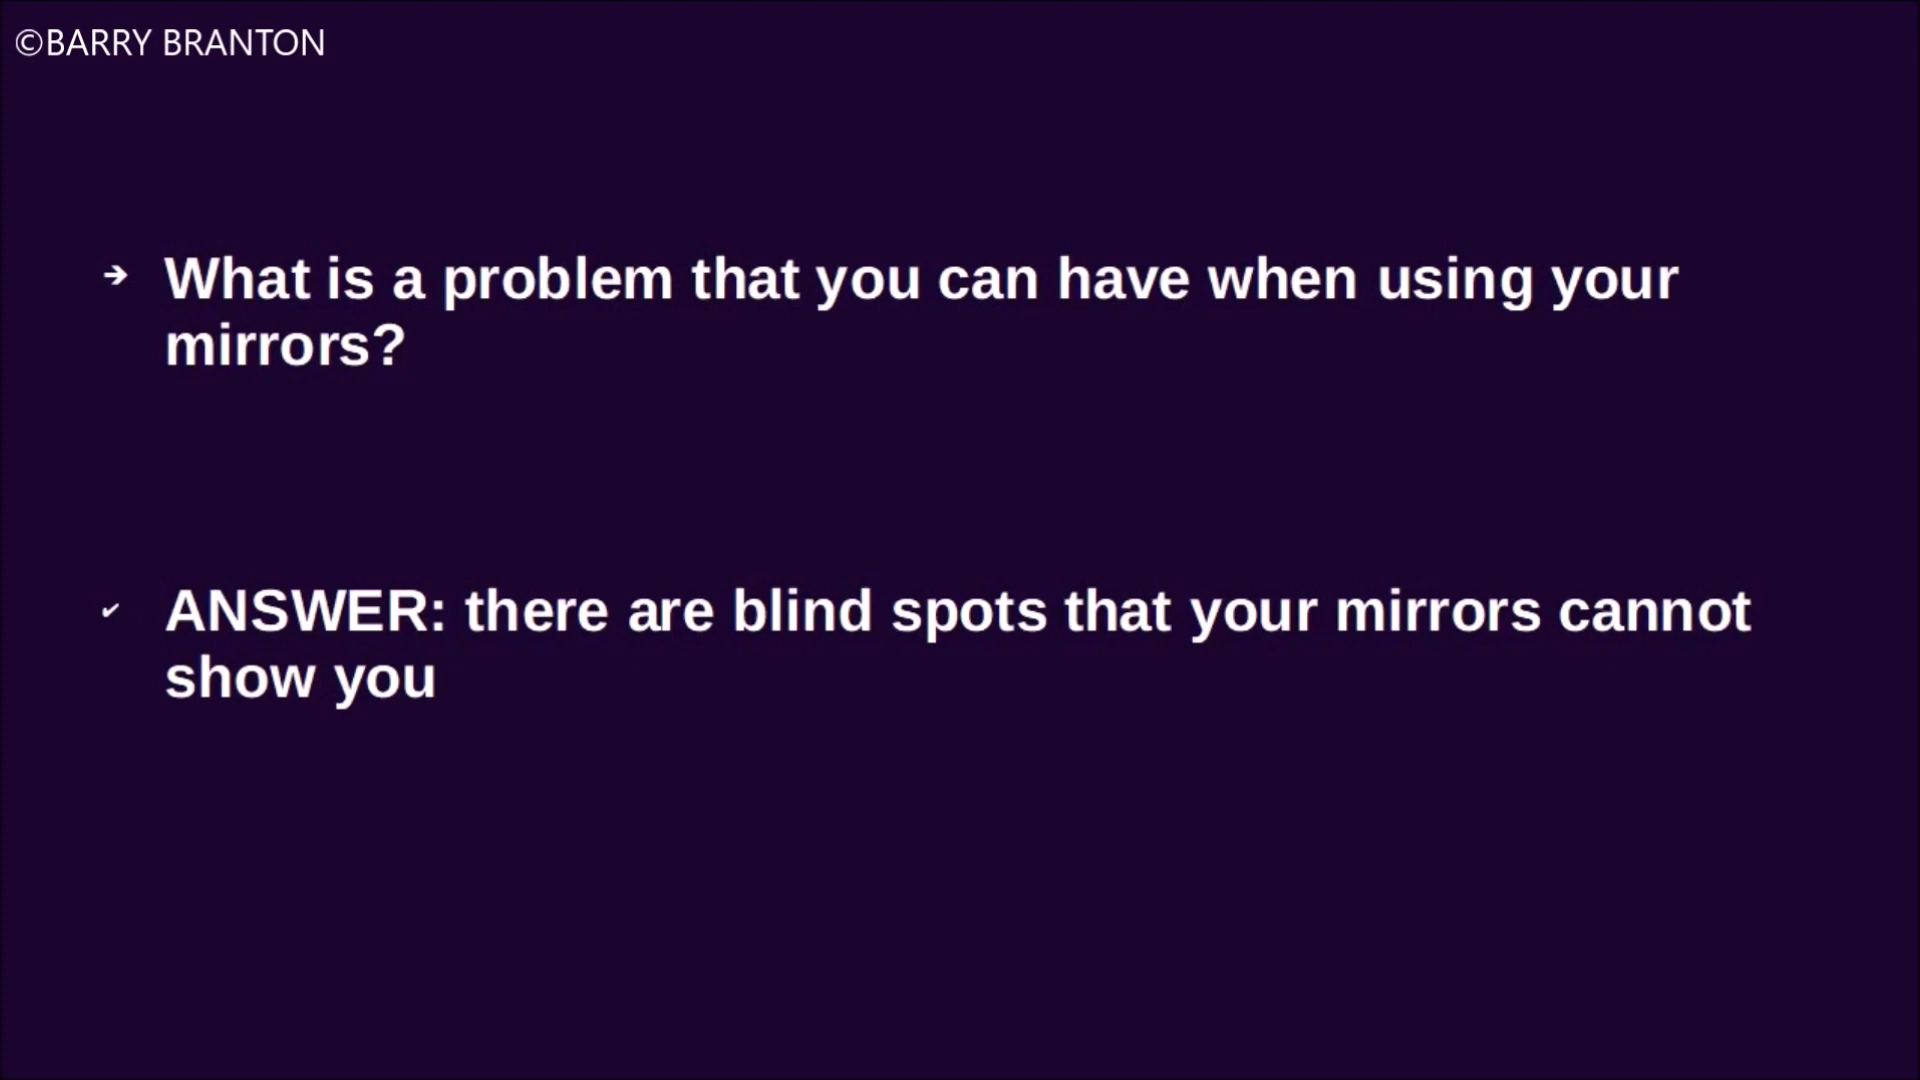 ©BARRY BRANTON
➔ What is a problem that you can have when using your
mirrors?
✔ ANSWER: there are blind spots that your mirrors cannot
show you